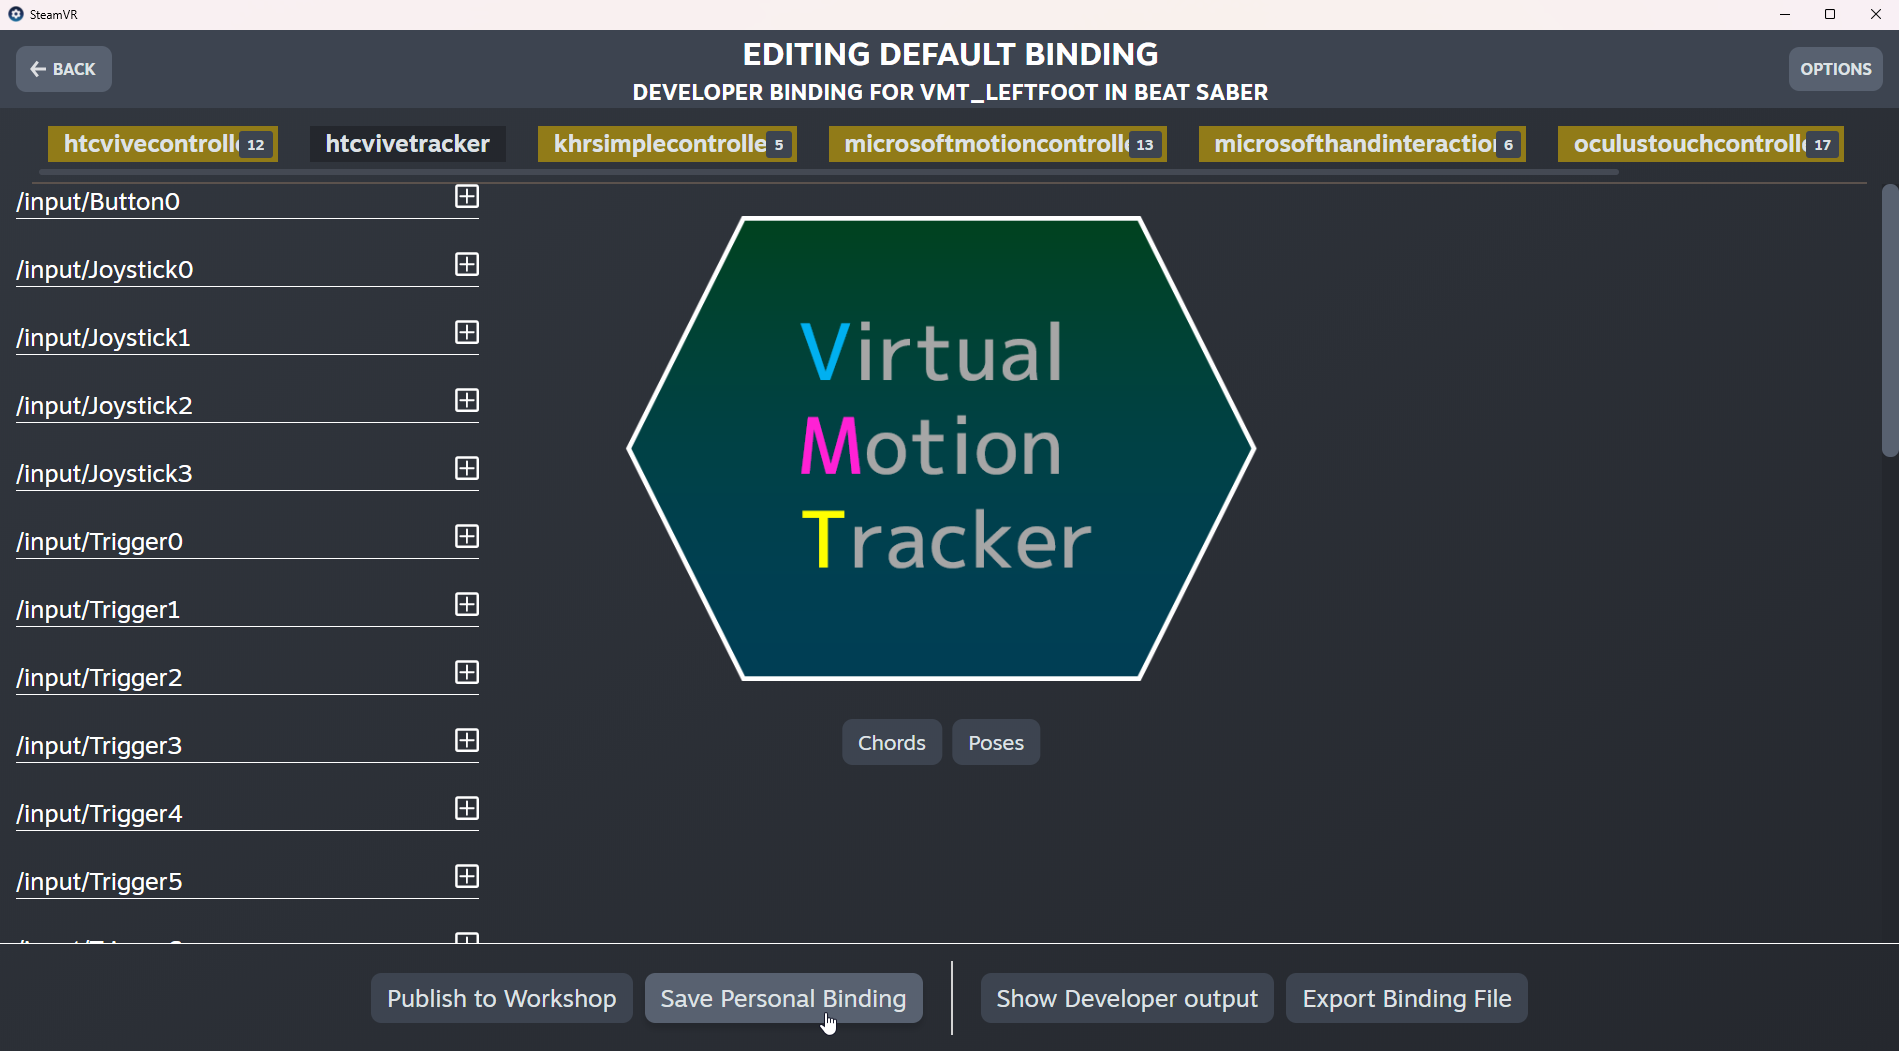 SteamVR
BACK
EDITING DEFAULT BINDING
DEVELOPER BINDING FOR VMT_LEFTFOOT IN BEAT SABER
OPTIONS
htcvivecontroll 12
htcvivetracker
khrsimplecontrolle 5
microsoftmotioncontroll 13
microsofthandinteraction 6
oculustouchcontroll 17
/input/Button0
/input/Joystick0
/input/Joystick1
/input/Joystick2
/input/Joystick3
/input/Trigger0
/input/Trigger1
/input/Trigger2
/input/Trigger3
/input/Trigger4
/input/Trigger5
Virtual
Motion
Tracker
Chords
Poses
Publish to Workshop
Save Personal Binding
Show Developer output
Export Binding File